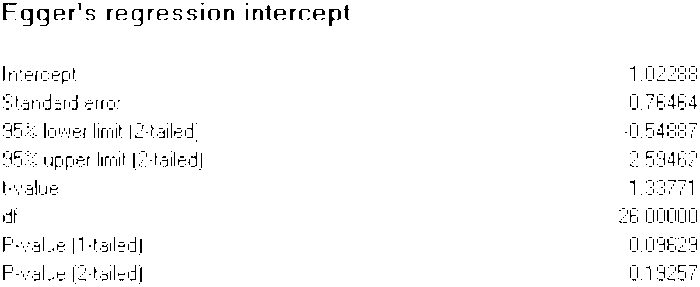 Egger's regression intercept
Intercept 1.02288
Standard error 0.76464
95% lower limit (2-tailed) -0.54887
95% upper limit (2-tailed) 2.59462
t-value 1.33771
df 26.00000
P-value (1-tailed) 0.09629
P-value (2-tailed) 0.19257